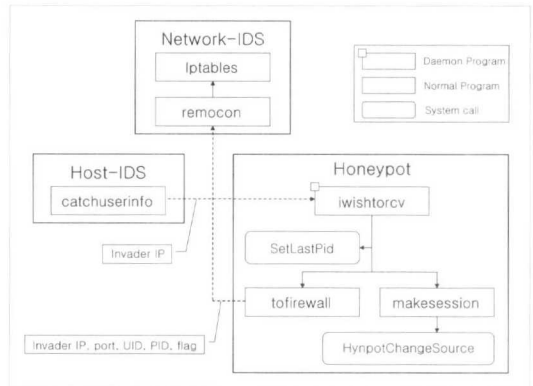 Network-IDS
Iptables
remocon
Daemon Program
Normal Program
System call
Host-IDS
catchuserinfo
Invader IP
Honeypot
iwishtorcv
SetLastPid
tofirewall
makesession
HynpotChangeSource
Invader IP, port, UID, PID, flag